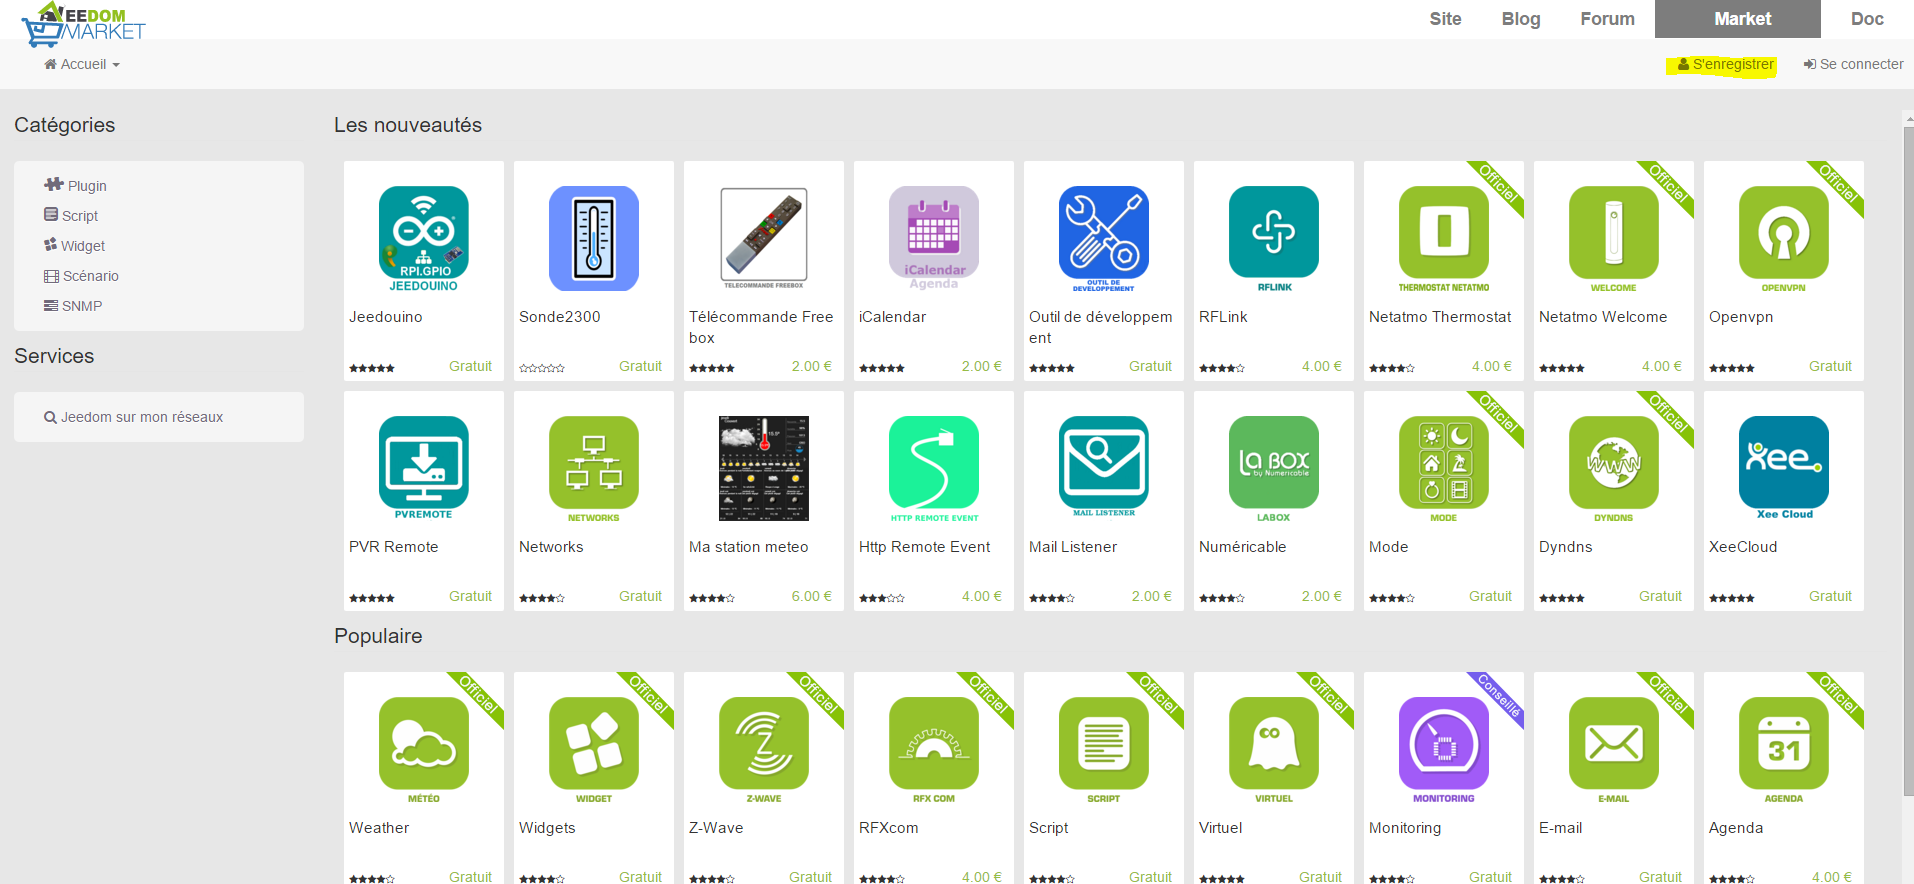 EEDOM
MARKET
Site
Blog
Forum
Market
Doc
Accueil
S'enregistrer
Se connecter
Catégories
Plugin
Script
Widget
Scénario
SNMP
Services
Jeedom sur mon réseaux
Les nouveautés
RPI.GPIO
JEEDOUINO
Jeedouino
Gratuit
Sonde2300
Gratuit
TELECOMMANDE FREEBOX
Télécommande Free
box
2.00 €
iCalendar
Agenda
iCalendar
2.00 €
OUTIL DE
DEVELOPPEMENT
Outil de développem
ent
Gratuit
RFLINK
RFLink
4.00 €
Officiel
THERMOSTAT NETATMO
Netatmo Thermostat
4.00 €
Officiel
WELCOME
Netatmo Welcome
4.00 €
Officiel
OPENVPN
Openvpn
Gratuit
PVREMOTE
PVR Remote
Gratuit
NETWORKS
Networks
Gratuit
Ma station meteo
6.00 €
HTTP REMOTE EVENT
Http Remote Event
4.00 €
MAIL LISTENER
Mail Listener
2.00 €
La BOX
by Numericable
LABOX
Numéricable
2.00 €
Officiel
MODE
Mode
Gratuit
Officiel
WWW
DYNDNS
Dyndns
Gratuit
Xee
Xee Cloud
XeeCloud
Gratuit
Populaire
Officiel
MÉTÉO
Weather
Gratuit
Officiel
WIDGET
Widgets
Gratuit
Officiel
Z
Z-WAVE
Z-Wave
Gratuit
Officiel
RFX COM
RFXcom
4.00 €
Officiel
SCRIPT
Script
Gratuit
Officiel
VIRTUEL
Virtuel
Gratuit
Conseillé
MONITORING
Monitoring
Gratuit
Officiel
E-MAIL
E-mail
Gratuit
Officiel
31
AGENDA
Agenda
4.00 €